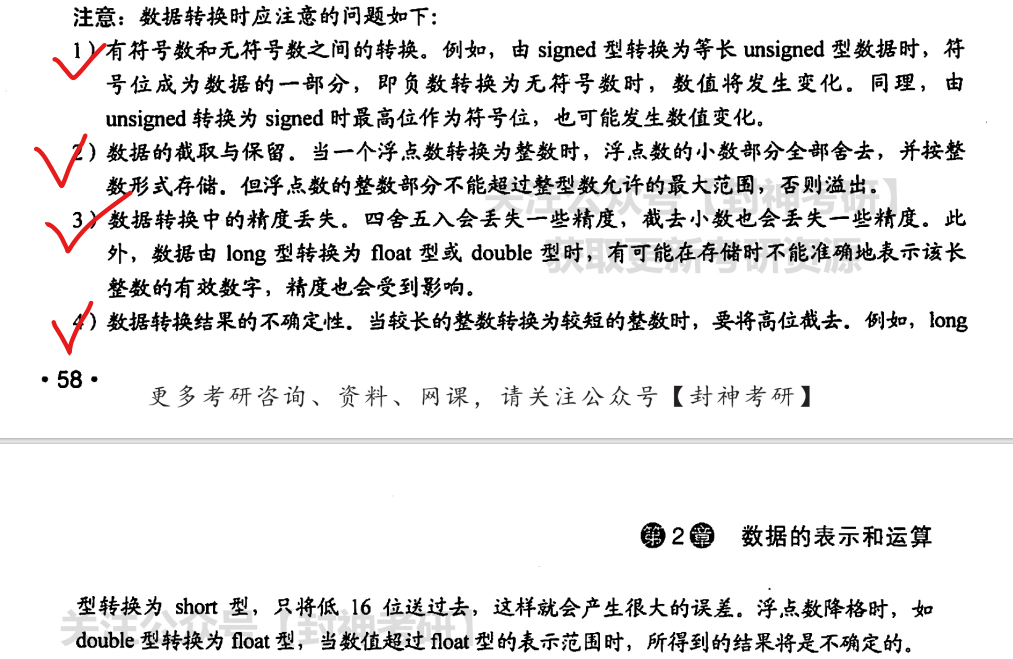 注意：数据转换时应注意的问题如下：
1）有符号数和无符号数之间的转换。例如，由 signed 型转换为等长 unsigned 型数据时，符
号位成为数据的一部分，即负数转换为无符号数时，数值将发生变化。同理，由
unsigned 转换为 signed 时最高位作为符号位，也可能发生数值变化。
2）数据的截取与保留。当一个浮点数转换为整数时，浮点数的小数部分全部舍去，并按整
数形式存储。但浮点数的整数部分不能超过整型数允许的最大范围，否则溢出。
关注公众号【封神考研】
3）数据转换中的精度丢失。四舍五入会丢失一些精度，截去小数也会丢失一些精度。此
外，数据由 long 型转换为 float 型或 double 型时，有可能在存储时不能准确地表示该长
获取更新考研资源
整数的有效数字，精度也会受到影响。
4）数据转换结果的不确定性。当较长的整数转换为较短的整数时，要将高位截去。例如，long
·58·
更多考研咨询、资料、网课，请关注公众号【封神考研】
第2章 数据的表示和运算
型转换为 short 型，只将低 16 位送过去，这样就会产生很大的误差。浮点数降格时，如
关注公众号【封神考研】
double 型转换为 float 型，当数值超过 float 型的表示范围时，所得到的结果将是不确定的。